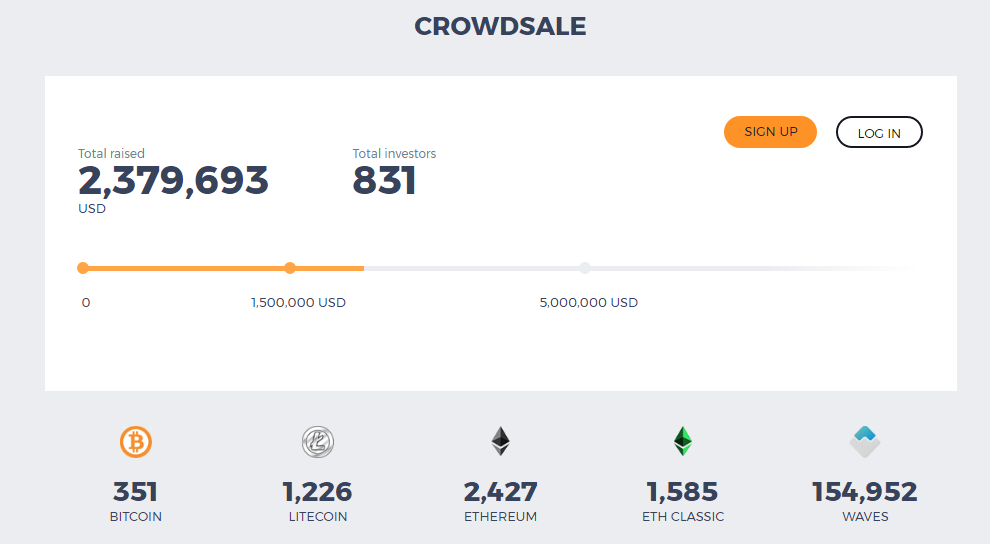 CROWDSALE
SIGN UP
LOG IN
Total raised
Total investors
2,379,693
831
USD
0
1,500,000 USD
5,000,000 USD
351
1,226
2,427
1,585
154,952
BITCOIN
LITECOIN
ETHEREUM
ETH CLASSIC
WAVES